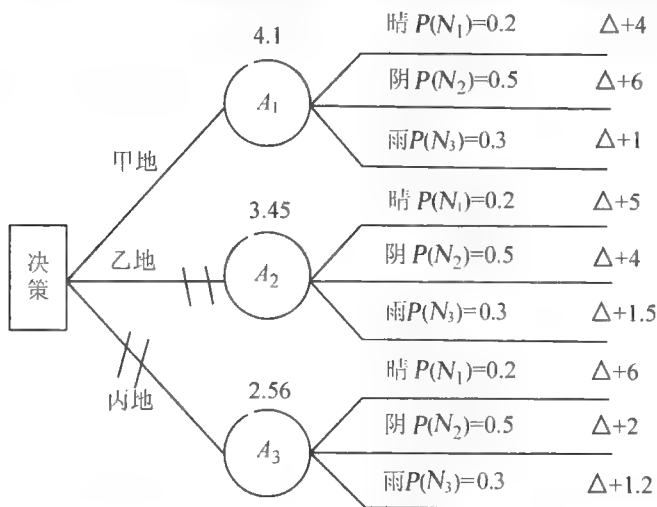 晴 P(N₁)=0.2 △+4
4.1
阴 P(N₂)=0.5 △+6
A₁
雨P(N₃)=0.3 △+1
甲地
晴 P(N₁)=0.2 △+5
3.45
决策
乙地
阴 P(N₂)=0.5 △+4
A₂
雨P(N₃)=0.3 △+1.5
丙地
晴 P(N₁)=0.2 △+6
2.56
阴 P(N₂)=0.5 △+2
A₃
雨P(N₃)=0.3 △+1.2